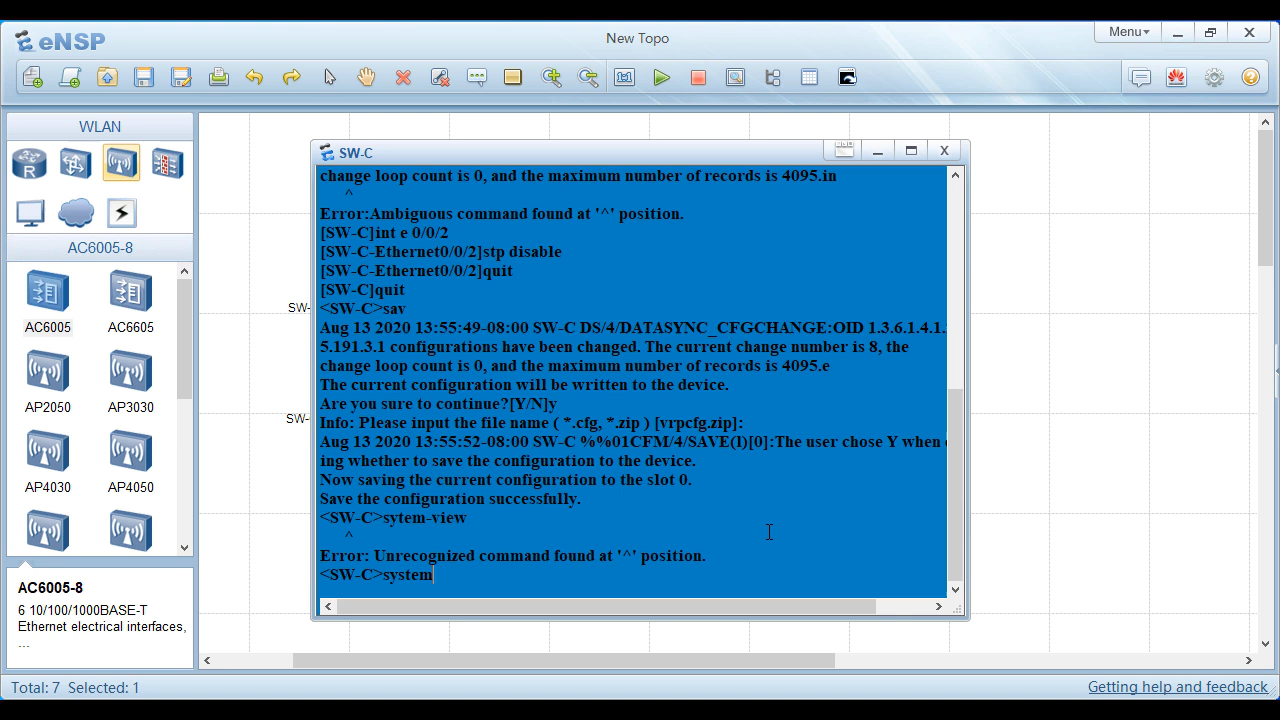 eNSP
New Topo
Menu
WLAN
R
AC6005-8
AC6005
AC6605
AP2050
AP3030
AP4030
AP4050
AC6005-8
6 10/100/1000BASE-T
Ethernet electrical interfaces,
...
SW-
SW-
SW-C
change loop count is 0, and the maximum number of records is 4095.in
^
Error:Ambiguous command found at '^' position.
[SW-C]int e 0/0/2
[SW-C-Ethernet0/0/2]stp disable
[SW-C-Ethernet0/0/2]quit
[SW-C]quit
<SW-C>sav
Aug 13 2020 13:55:49-08:00 SW-C DS/4/DATASYNC_CFGCHANGE:OID 1.3.6.1.4.1.
5.191.3.1 configurations have been changed. The current change number is 8, the
change loop count is 0, and the maximum number of records is 4095.e
The current configuration will be written to the device.
Are you sure to continue?[Y/N]y
Info: Please input the file name ( *.cfg, *.zip ) [vrpcfg.zip]:
Aug 13 2020 13:55:52-08:00 SW-C %%01CFM/4/SAVE(l)[0]:The user chose Y when
ing whether to save the configuration to the device.
Now saving the current configuration to the slot 0.
Save the configuration successfully.
<SW-C>sytem-view
^
Error: Unrecognized command found at '^' position.
<SW-C>system
Total: 7 Selected: 1
Getting help and feedback